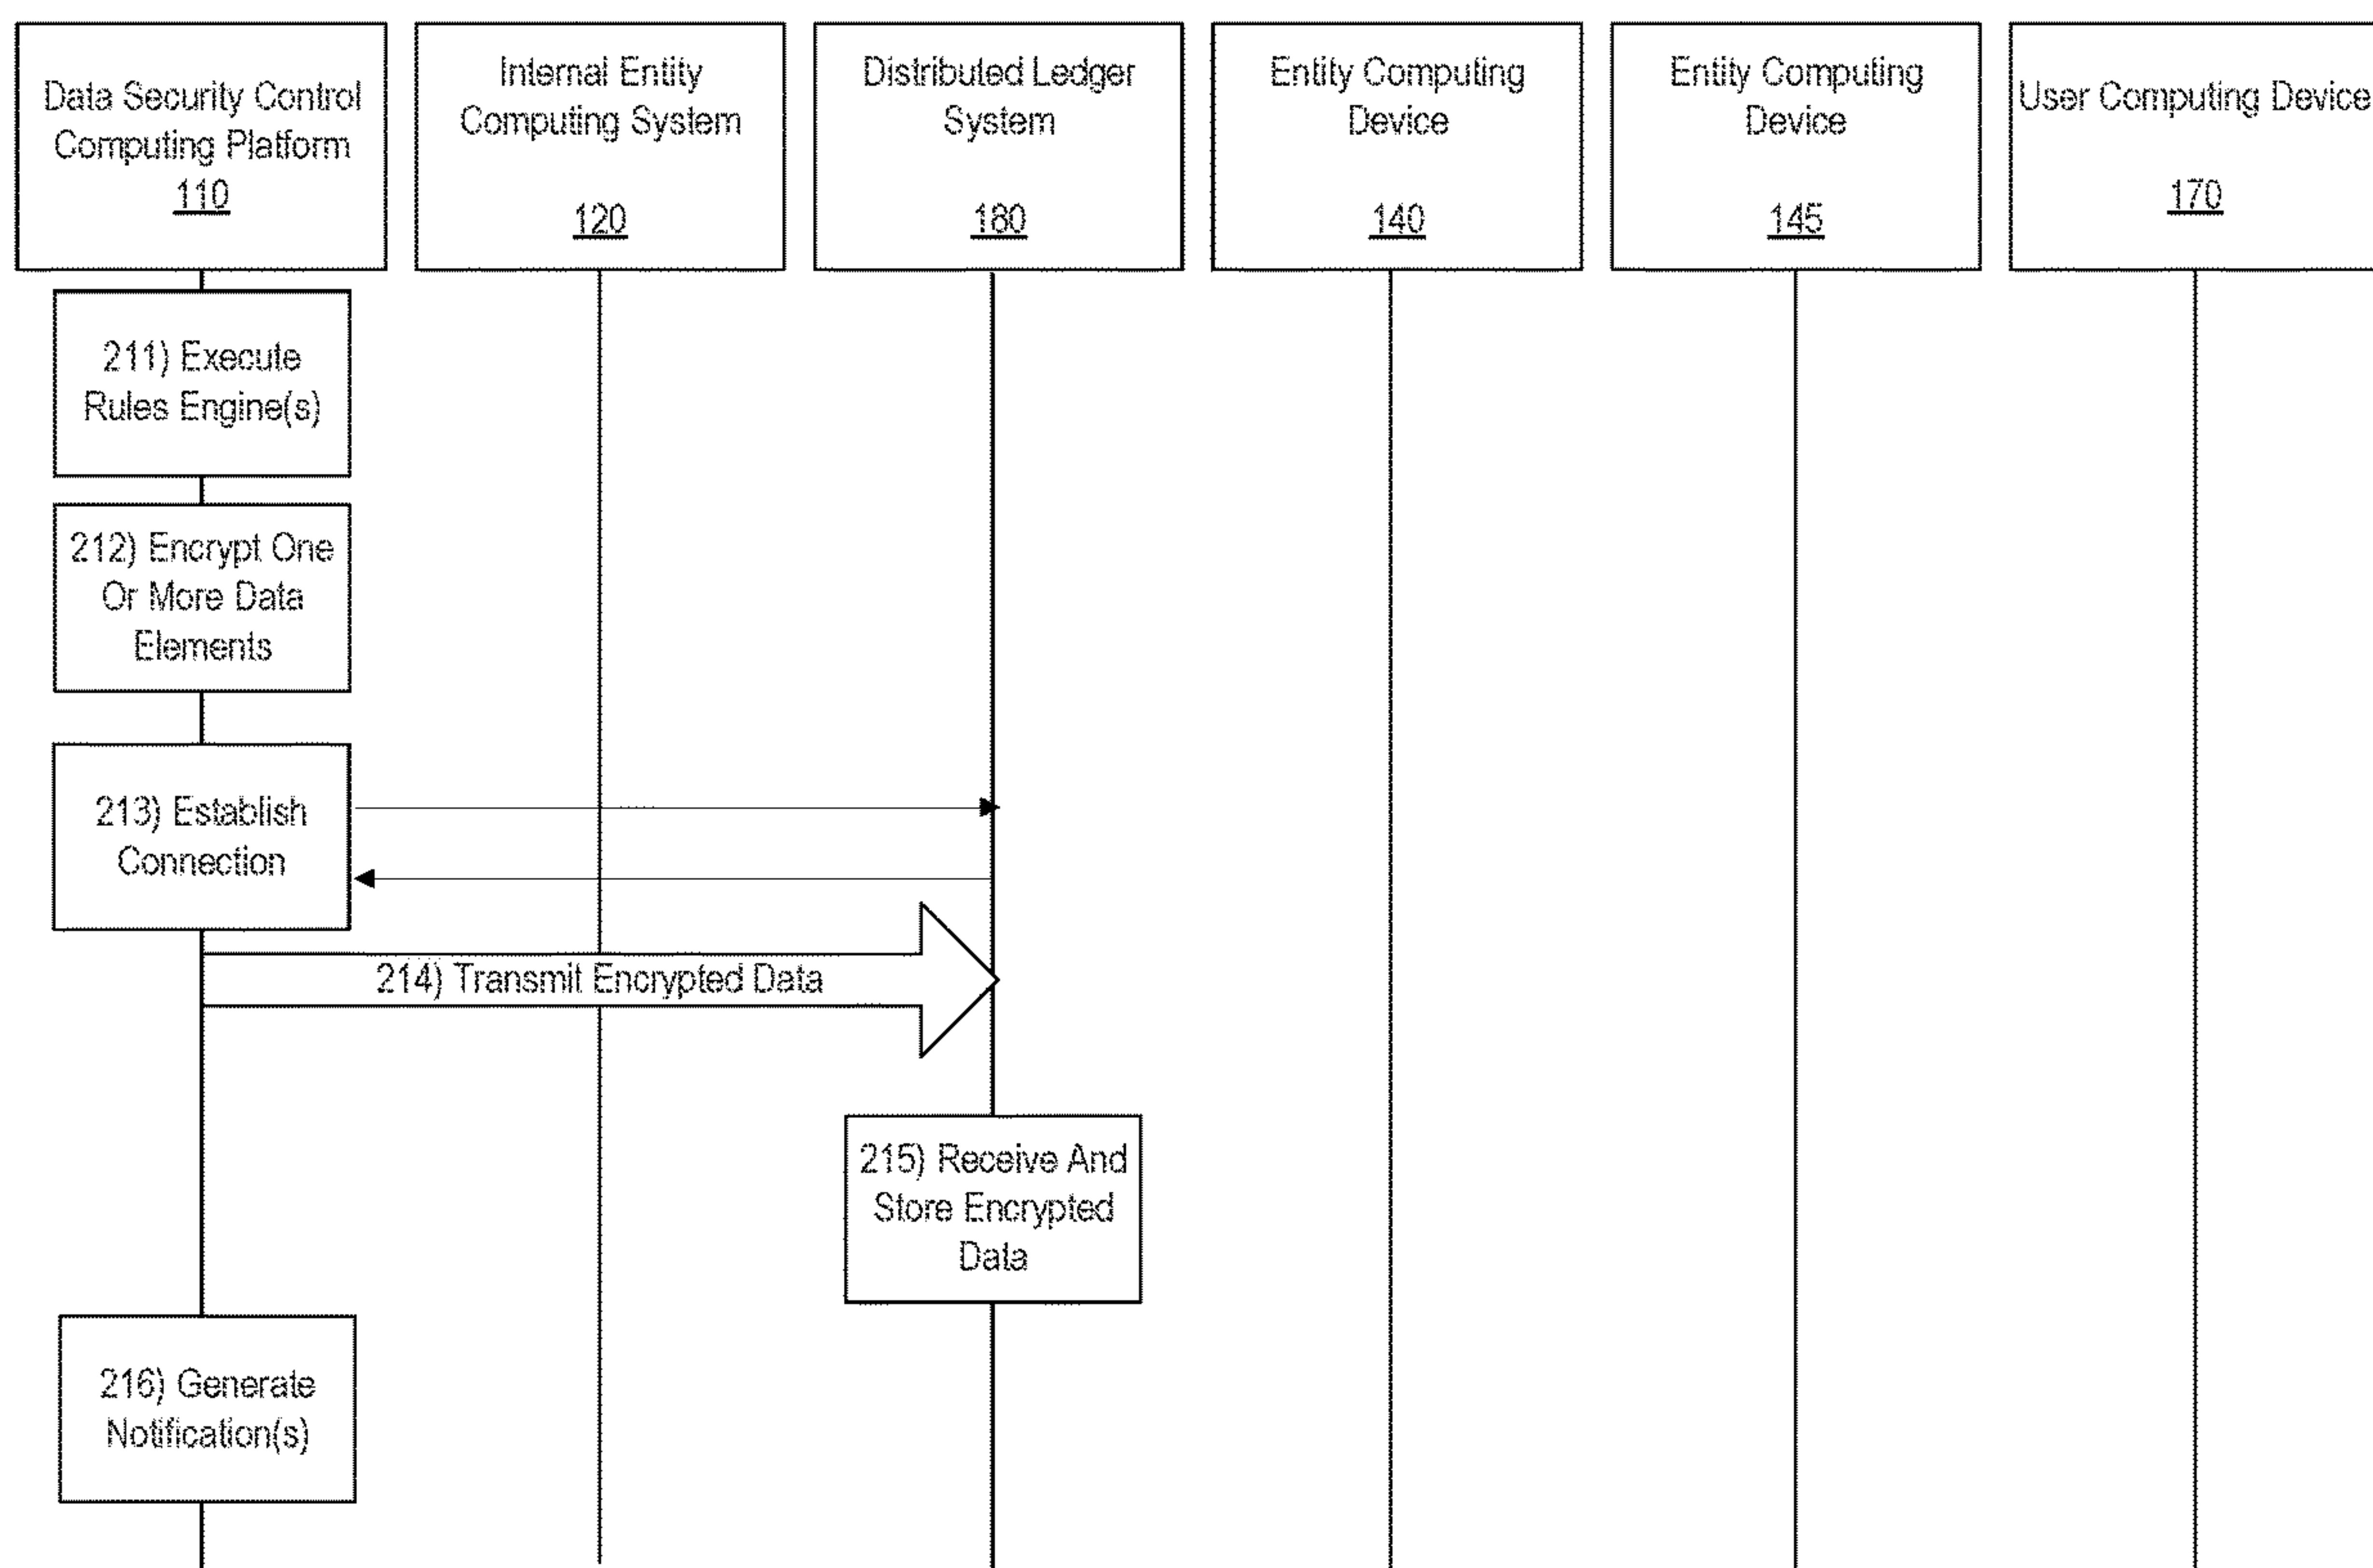 Data Security Control
Computing Platform
110
Internal Entity
Computing System
120
Distributed Ledger
System
180
Entity Computing
Device
140
Entity Computing
Device
145
User Computing Device
170
211) Execute
Rules Engine(s)
212) Encrypt One
Or More Data
Elements
213) Establish
Connection
214) Transmit Encrypted Data
215) Receive And
Store Encrypted
Data
216) Generate
Notification(s)